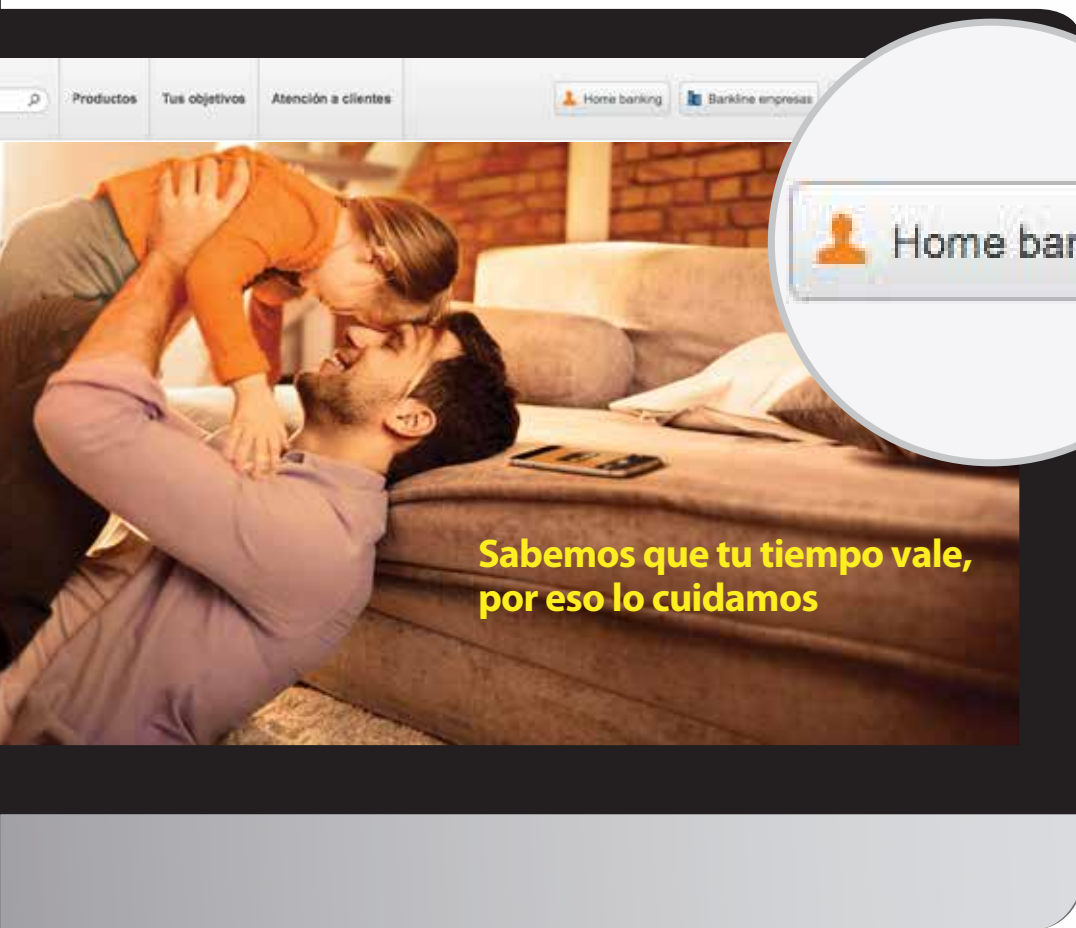 Productos
Tus objetivos
Atención a clientes
Home banking
Bankline empresas
Home ban
Sabemos que tu tiempo vale,
por eso lo cuidamos